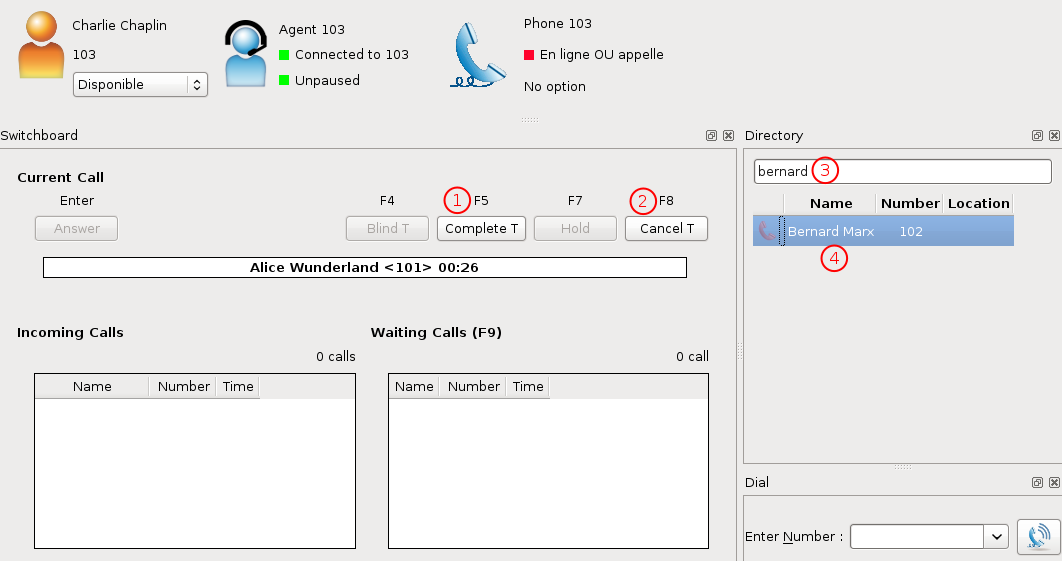 Charlie Chaplin
103
Disponible
Agent 103
Connected to 103
Unpaused
Phone 103
En ligne OU appelle
No option
Switchboard
Current Call
Enter F4 1 F5 F7 2 F8
Answer Blind T Complete T Hold Cancel T
Alice Wunderland <101> 00:26
Incoming Calls
0 calls
Name Number Time
Waiting Calls (F9)
0 call
Name Number Time
Directory
bernard 3
Name Number Location
Bernard Marx 102
4
Dial
Enter Number :